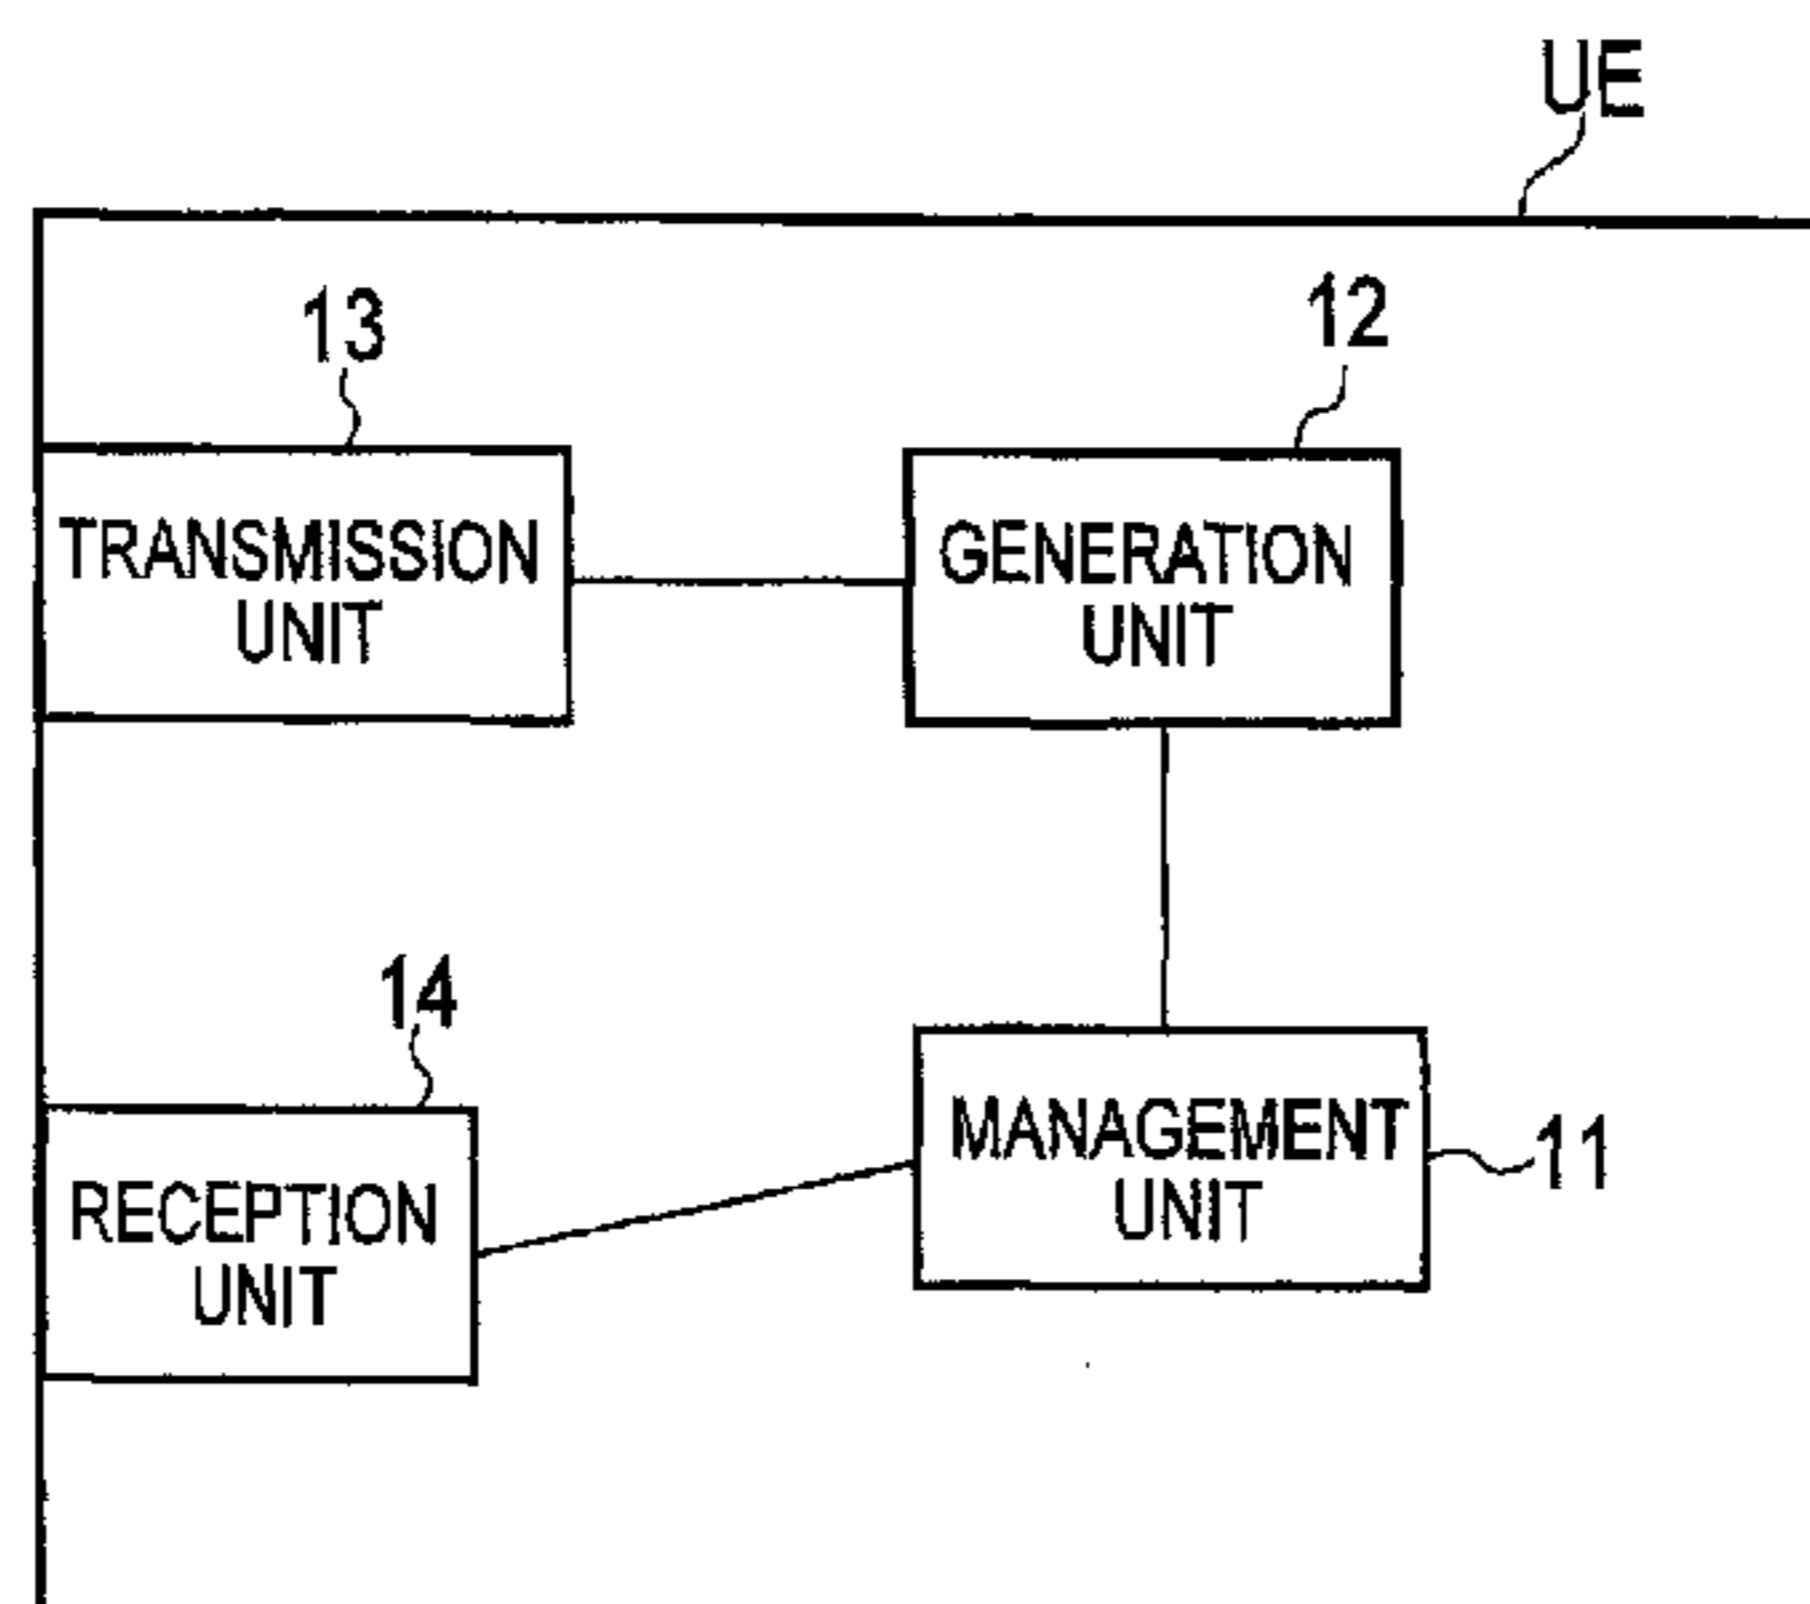 UE
13
12
TRANSMISSION
UNIT
GENERATION
UNIT
14
RECEPTION
UNIT
MANAGEMENT
UNIT
11